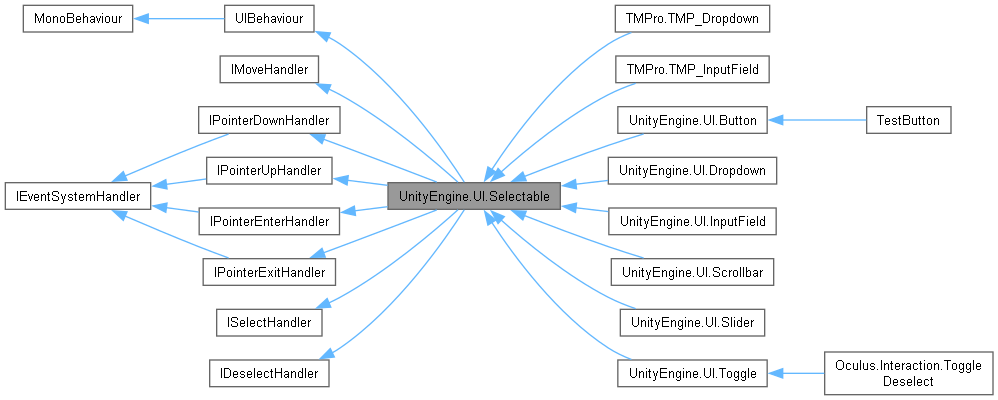 MonoBehaviour
UIBehaviour
IMoveHandler
IPointerDownHandler
IEventSystemHandler
IPointerUpHandler
IPointerEnterHandler
IPointerExitHandler
ISelectHandler
IDeselectHandler
UnityEngine.UI.Selectable
TMPro.TMP_Dropdown
TMPro.TMP_InputField
UnityEngine.UI.Button
TestButton
UnityEngine.UI.Dropdown
UnityEngine.UI.InputField
UnityEngine.UI.Scrollbar
UnityEngine.UI.Slider
UnityEngine.UI.Toggle
Oculus.Interaction.Toggle
Deselect